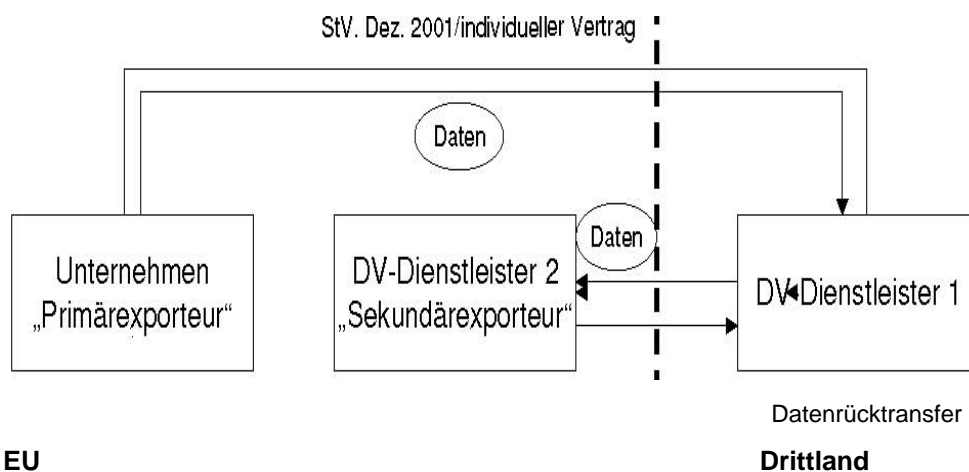 StV. Dez. 2001/individueller Vertrag
Daten
Daten
Unternehmen
„Primärexporteur“
DV-Dienstleister 2
„Sekundärexporteur“
DV-Dienstleister 1
Datenrücktransfer
EU
Drittland